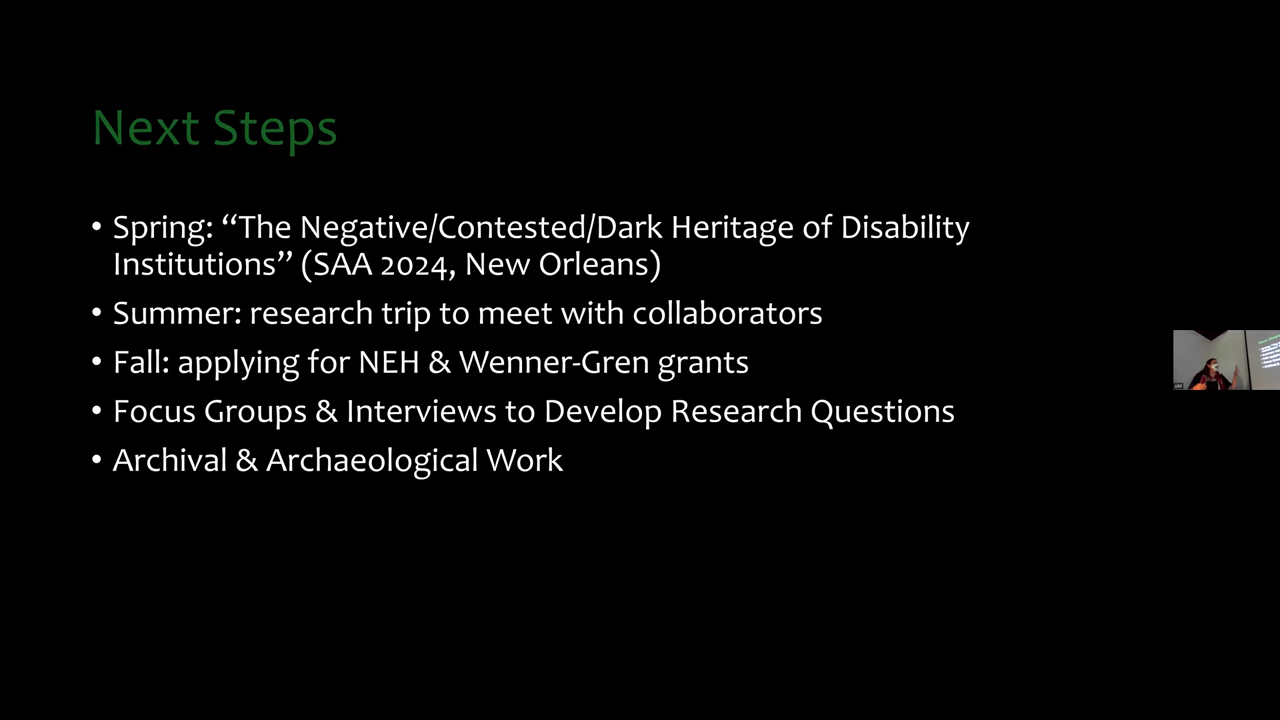 Next Steps
• Spring: “The Negative/Contested/Dark Heritage of Disability
Institutions” (SAA 2024, New Orleans)
• Summer: research trip to meet with collaborators
• Fall: applying for NEH & Wenner-Gren grants
• Focus Groups & Interviews to Develop Research Questions
• Archival & Archaeological Work